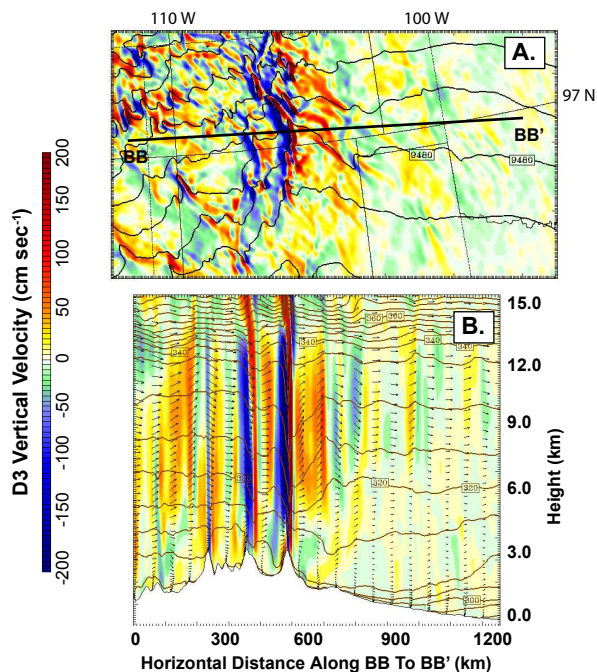 110 W 100 W
A.
97 N
BB BB'
9480 9480
D3 Vertical Velocity (cm sec⁻¹)
200
150
100
50
0
-50
-100
-150
-200
B.
15.0
12.0
9.0
6.0
3.0
0.0
Height (km)
360 360
340 340 340
320 320
300
0 300 600 900 1200
Horizontal Distance Along BB To BB' (km)